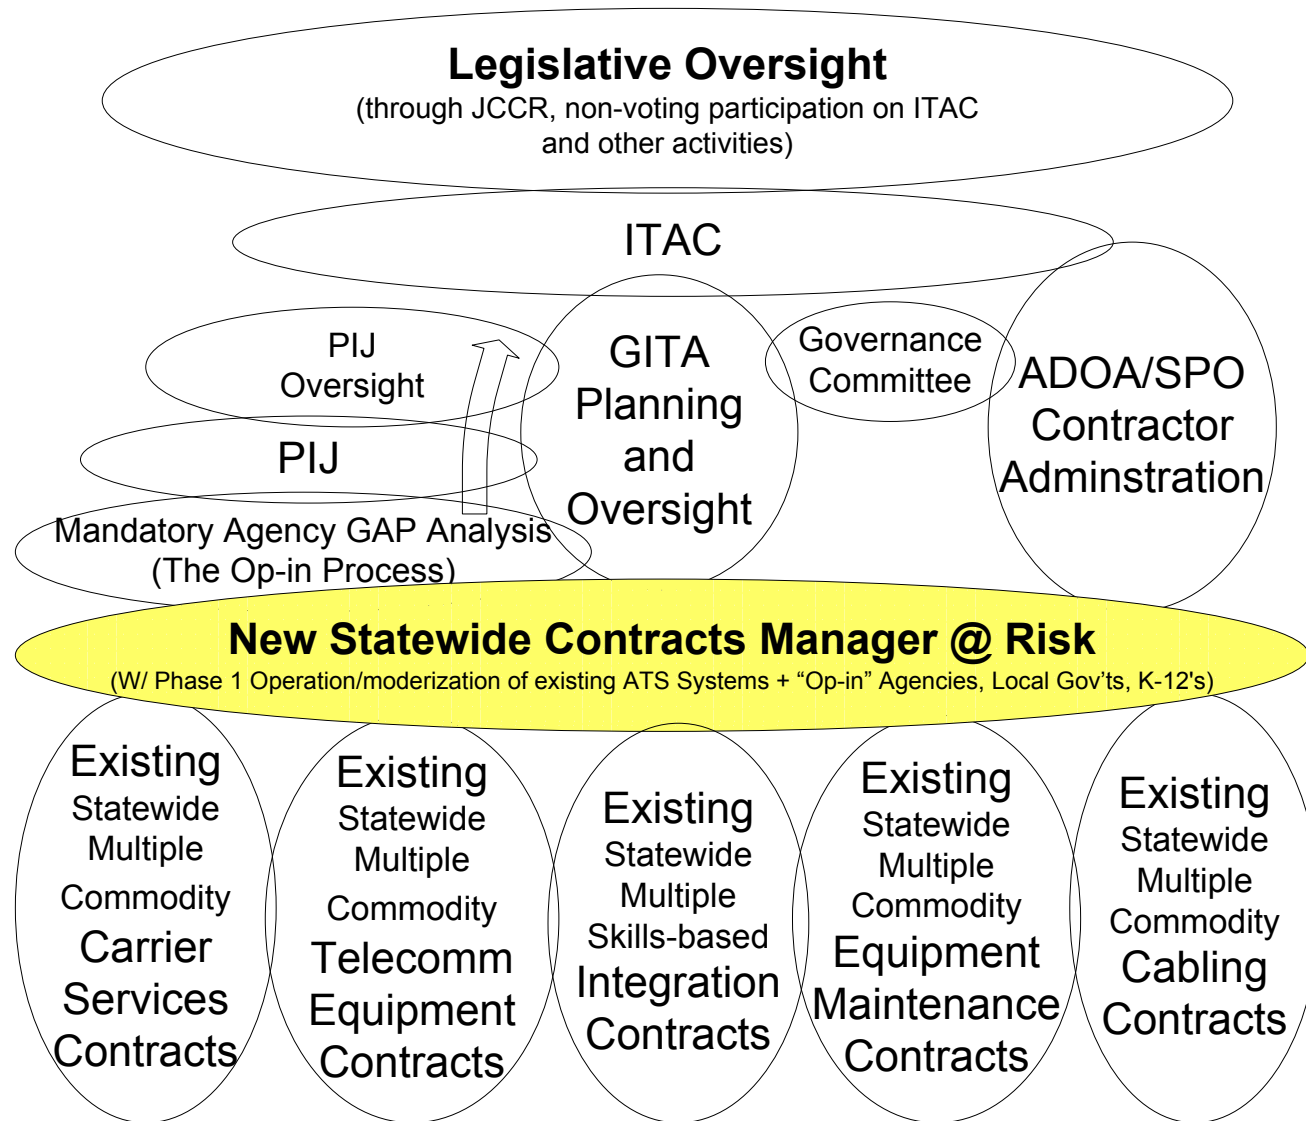 Legislative Oversight
(through JCCR, non-voting participation on ITAC
and other activities)
ITAC
PIJ
Oversight
GITA
Planning
and
Oversight
Governance
Committee
ADOA/SPO
Contractor
Adminstration
PIJ
Mandatory Agency GAP Analysis
(The Op-in Process)
New Statewide Contracts Manager @ Risk
(W/ Phase 1 Operation/moderization of existing ATS Systems + “Op-in” Agencies, Local Gov’ts, K-12's)
Existing
Statewide
Multiple
Commodity
Carrier
Services
Contracts
Existing
Statewide
Multiple
Commodity
Telecomm
Equipment
Contracts
Existing
Statewide
Multiple
Skills-based
Integration
Contracts
Existing
Statewide
Multiple
Commodity
Equipment
Maintenance
Contracts
Existing
Statewide
Multiple
Commodity
Cabling
Contracts